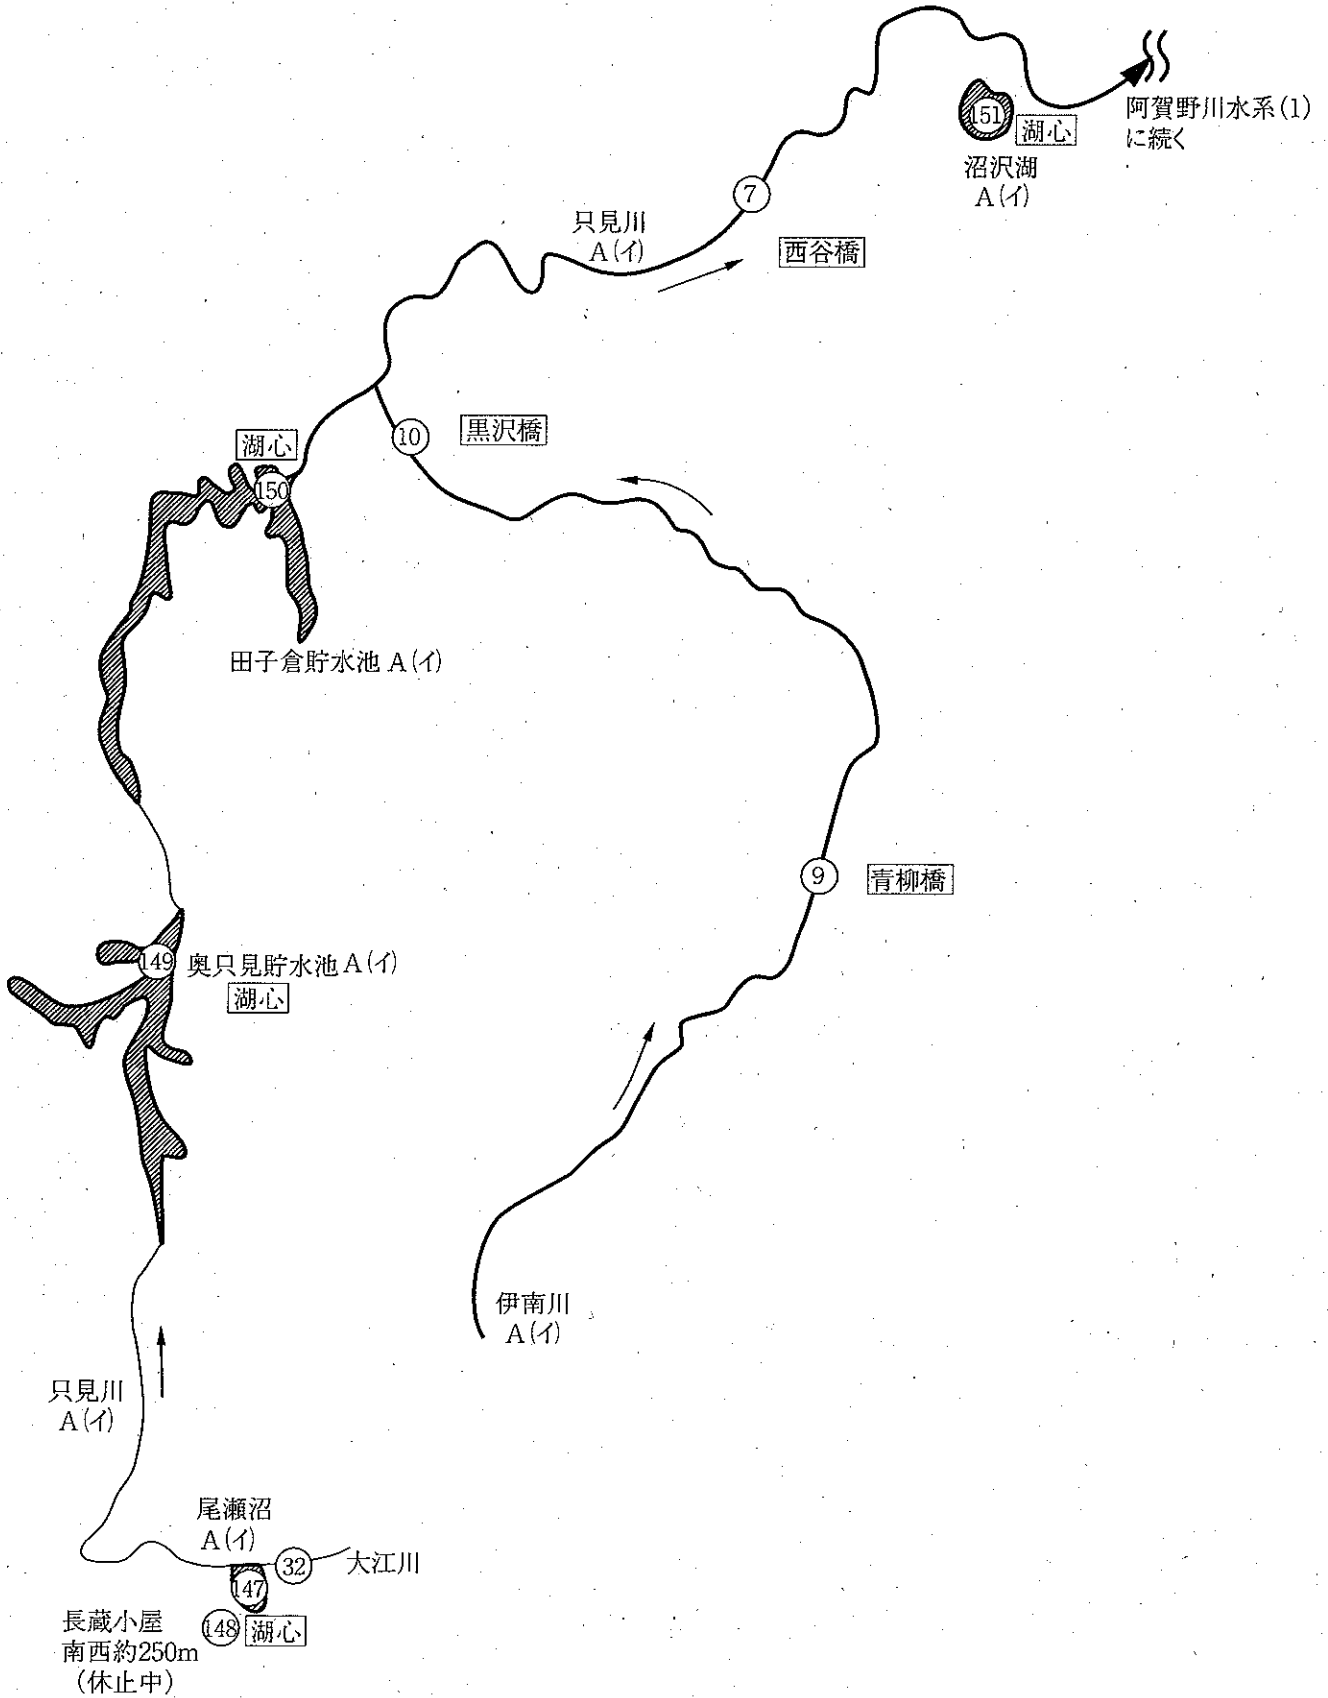 151
湖心
阿賀野川水系(1)
に続く
沼沢湖
A(イ)
7
只見川
A(イ)
西谷橋
10
黒沢橋
湖心
150
田子倉貯水池 A(イ)
9
青柳橋
149
奥只見貯水池 A(イ)
湖心
伊南川
A(イ)
只見川
A(イ)
尾瀬沼
A(イ)
32
大江川
147
148
湖心
長蔵小屋
南西約250m
(休止中)